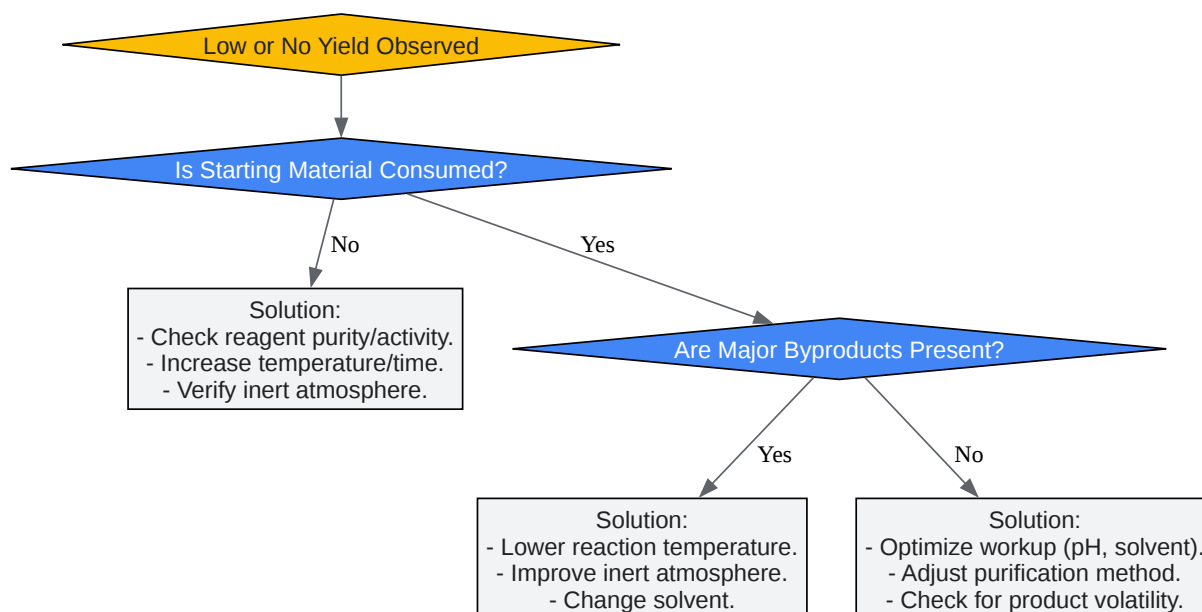 Low or No Yield Observed
Is Starting Material Consumed?
No
Yes
Solution:
- Check reagent purity/activity.
- Increase temperature/time.
- Verify inert atmosphere.
Are Major Byproducts Present?
Yes
No
Solution:
- Lower reaction temperature.
- Improve inert atmosphere.
- Change solvent.
Solution:
- Optimize workup (pH, solvent).
- Adjust purification method.
- Check for product volatility.